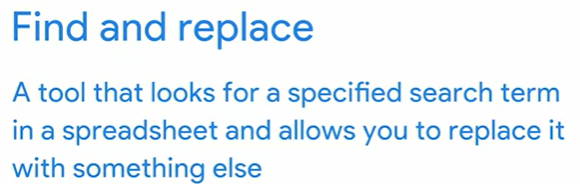 Find and replace
A tool that looks for a specified search term
in a spreadsheet and allows you to replace it
with something else